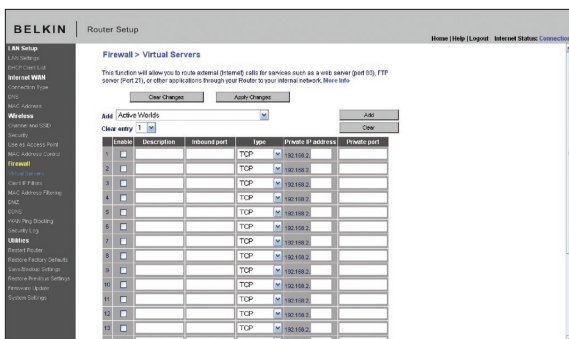 BELKIN
Router Setup
Home | Help | Logout Internet Status: Connection
LAN Setup
LAN Settings
DHCP Client List
Internet WAN
Connection Type
DNS
MAC Address
Wireless
Channel and SSID
Security
Use as Access Point
MAC Address Control
Firewall
Virtual Servers
Client IP Filters
MAC Address Filtering
DMZ
DDNS
WAN Ping Blocking
Security Log
Utilities
Restart Router
Restore Factory Defaults
Save/Backup Settings
Restore Previous Settings
Firmware Update
System Settings
Firewall > Virtual Servers
This function will allow you to route external (Internet) calls for services such as a web server (port 80), FTP
server (Port 21), or other applications through your Router to your internal network. More Info
Clear Changes Apply Changes
Add Active Worlds Add
Clear entry 1 Clear
Enable Description Inbound port Type Private IP address Private port
1 TCP 192.168.2.
2 TCP 192.168.2.
3 TCP 192.168.2.
4 TCP 192.168.2.
5 TCP 192.168.2.
6 TCP 192.168.2.
7 TCP 192.168.2.
8 TCP 192.168.2.
9 TCP 192.168.2.
10 TCP 192.168.2.
11 TCP 192.168.2.
12 TCP 192.168.2.
13 TCP 192.168.2.